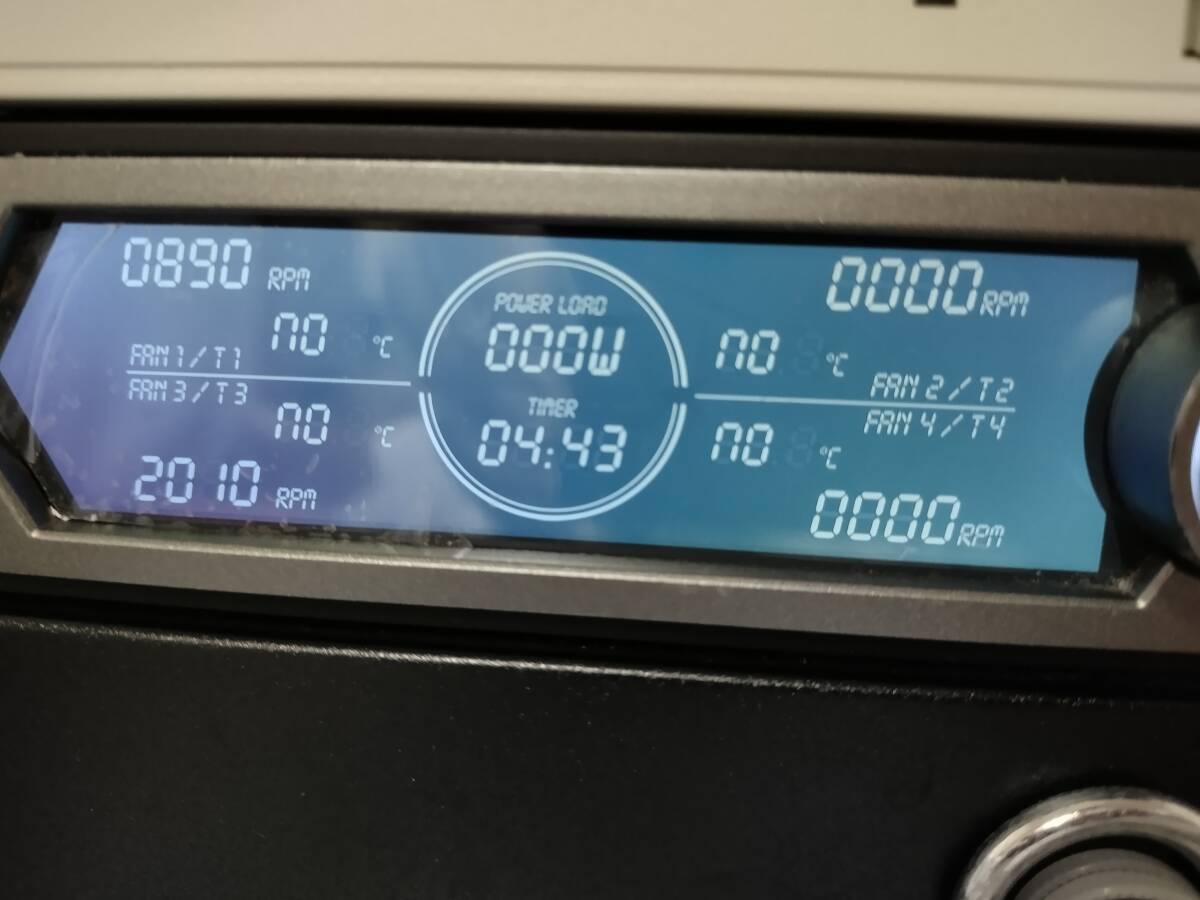 0890 RPM
NO °C
FAN 1 / T1
FAN 3 / T3
NO °C
2010 RPM
POWER LOAD
000W
TIMER
04:43
0000 RPM
NO °C
FAN 2 / T2
FAN 4 / T4
NO °C
0000 RPM